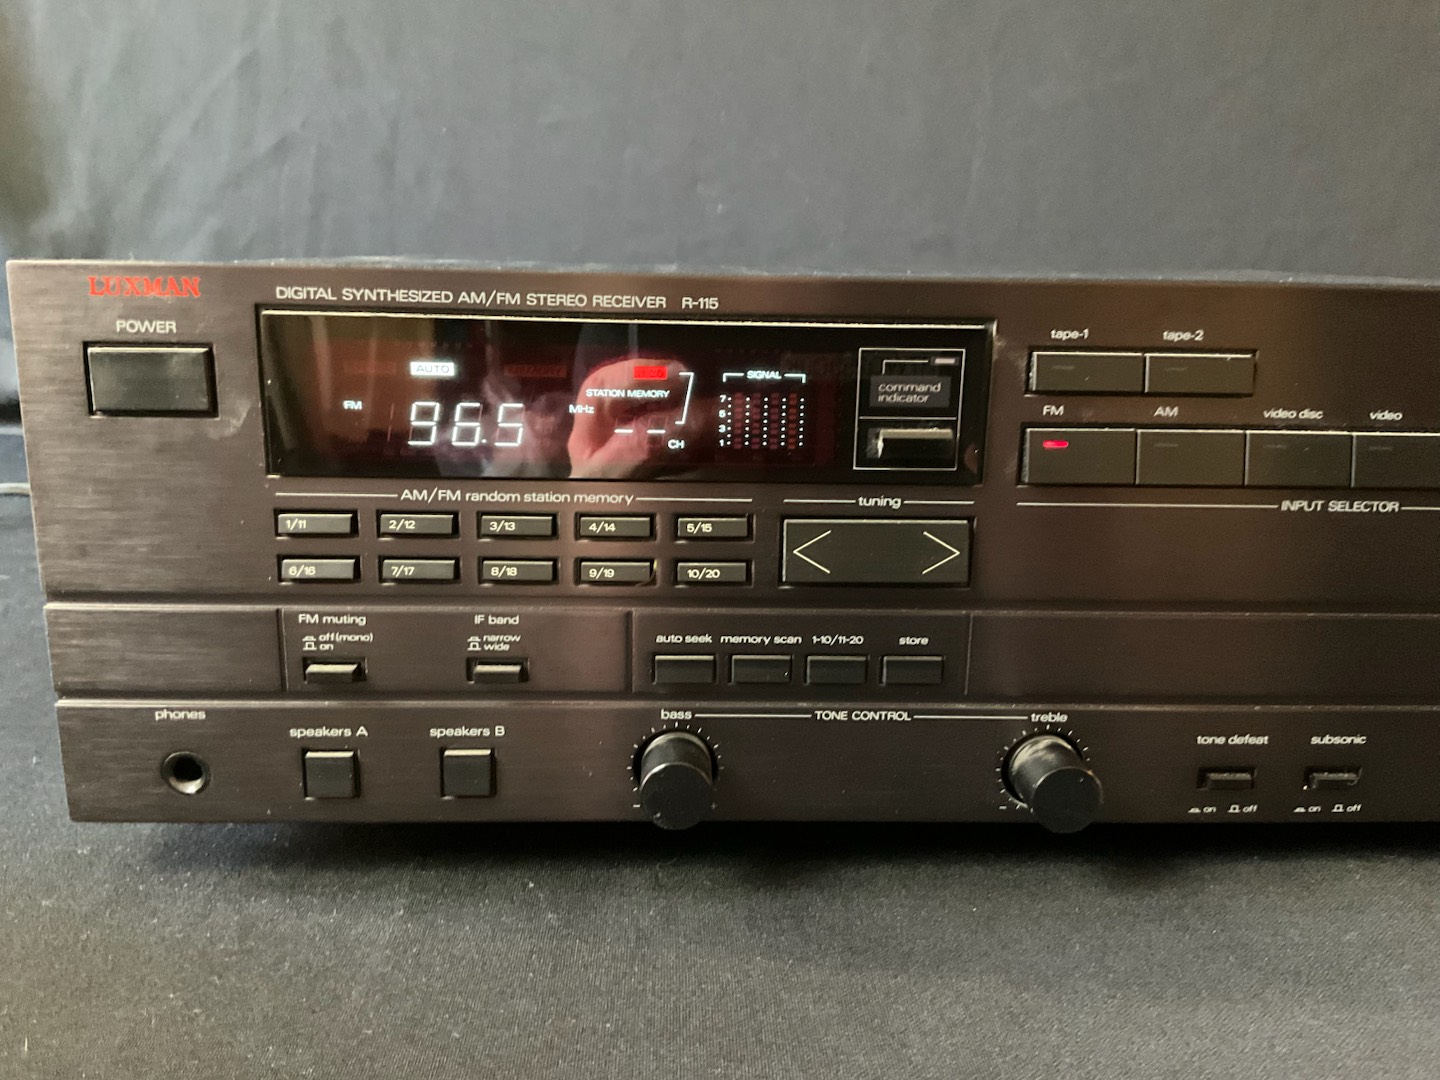 LUXMAN
DIGITAL SYNTHESIZED AM/FM STEREO RECEIVER R-115
POWER
AUTO
FM
96.5
MHz
STATION MEMORY
-- CH
SIGNAL
7
5
3
1
command
indicator
tape-1
tape-2
FM
AM
video disc
video
INPUT SELECTOR
AM/FM random station memory
tuning
1/11
2/12
3/13
4/14
5/15
6/16
7/17
8/18
9/19
10/20
FM muting
off(mono)
on
IF band
narrow
wide
auto seek
memory scan
1-10/11-20
store
phones
speakers A
speakers B
bass
TONE CONTROL
treble
tone defeat
on
off
subsonic
on
off